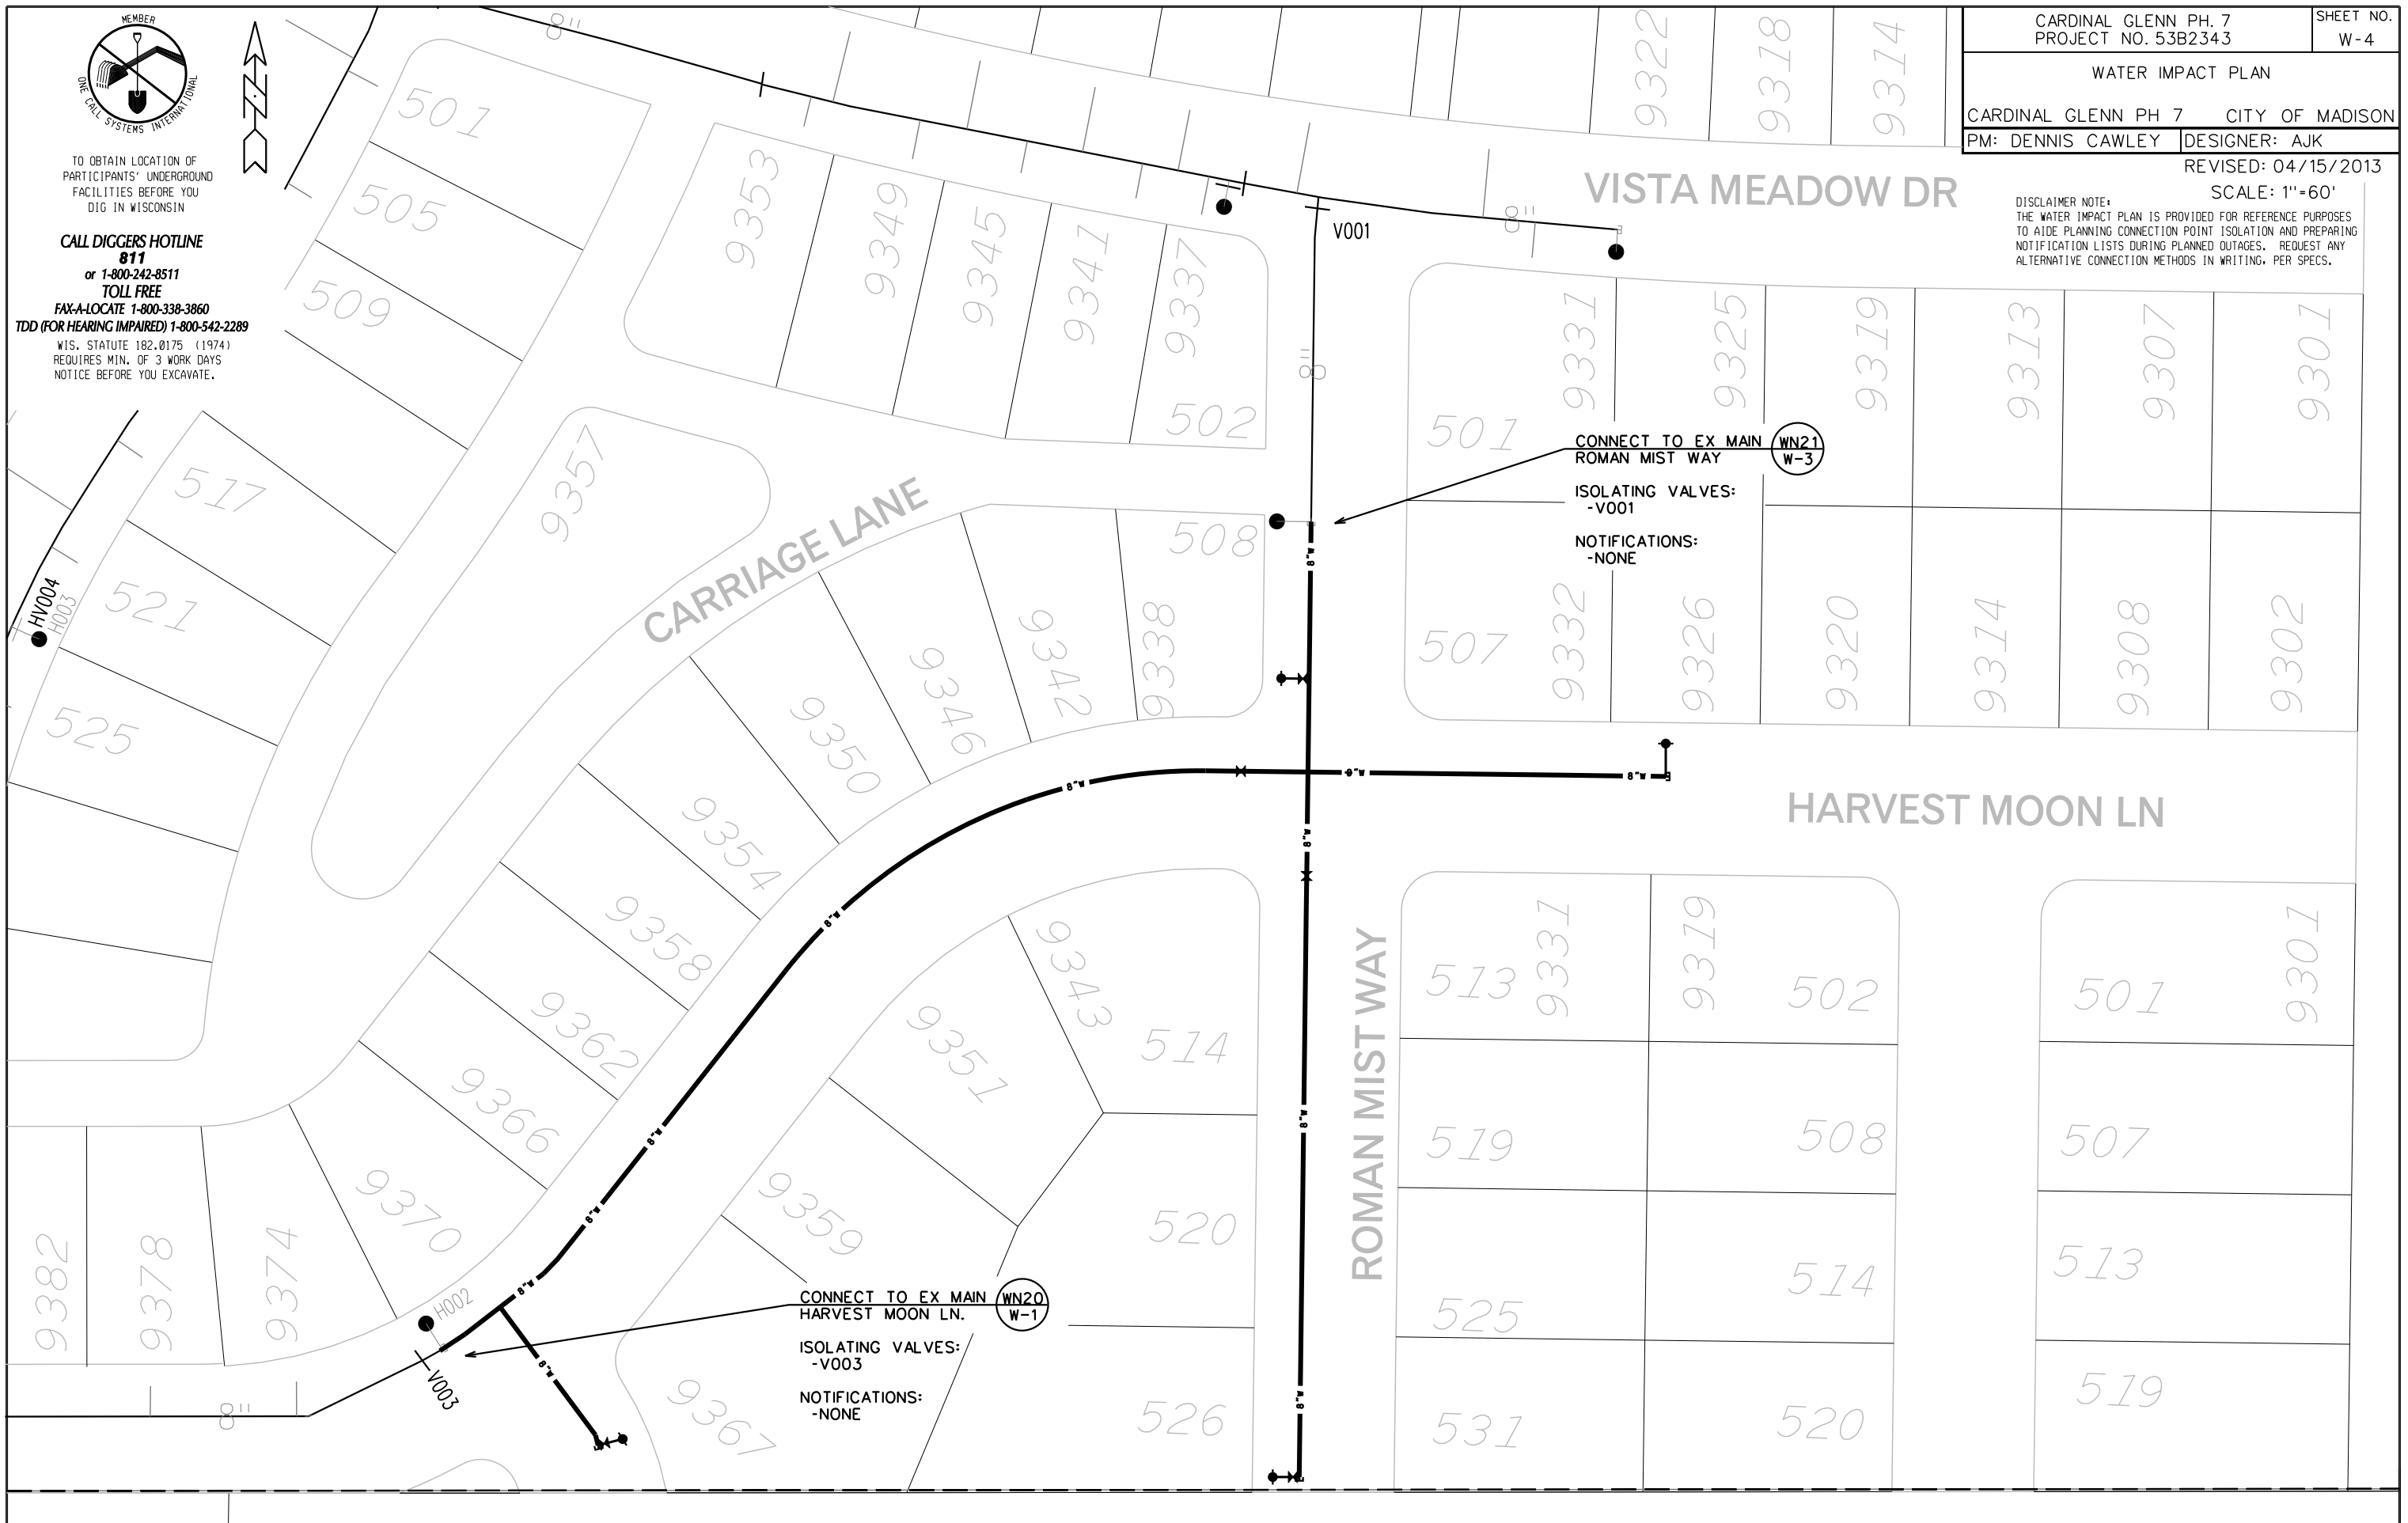 MEMBER
ONE CALL SYSTEMS INTERNATIONAL
N
TO OBTAIN LOCATION OF
PARTICIPANTS' UNDERGROUND
FACILITIES BEFORE YOU
DIG IN WISCONSIN
CALL DIGGERS HOTLINE
811
or 1-800-242-8511
TOLL FREE
FAX-A-LOCATE 1-800-338-3860
TDD (FOR HEARING IMPAIRED) 1-800-542-2289
WIS. STATUTE 182.0175 (1974)
REQUIRES MIN. OF 3 WORK DAYS
NOTICE BEFORE YOU EXCAVATE.
CARDINAL GLENN PH. 7
PROJECT NO. 53B2343
SHEET NO.
W-4
WATER IMPACT PLAN
CARDINAL GLENN PH 7 CITY OF MADISON
PM: DENNIS CAWLEY DESIGNER: AJK
REVISED: 04/15/2013
SCALE: 1"=60'
DISCLAIMER NOTE:
THE WATER IMPACT PLAN IS PROVIDED FOR REFERENCE PURPOSES
TO AIDE PLANNING CONNECTION POINT ISOLATION AND PREPARING
NOTIFICATION LISTS DURING PLANNED OUTAGES. REQUEST ANY
ALTERNATIVE CONNECTION METHODS IN WRITING, PER SPECS.
8"
9322
9318
9314
VISTA MEADOW DR
8"
V001
8"
501
505
509
517
521
525
HV004
H003
9353
9349
9345
9341
9337
502
9357
CARRIAGE LANE
9331
9325
9319
9313
9307
9301
501
CONNECT TO EX MAIN
ROMAN MIST WAY
WN21
W-3
ISOLATING VALVES:
-V001
NOTIFICATIONS:
-NONE
508
8"W
507
9332
9326
9320
9314
9308
9302
9338
9342
9346
9350
9354
9358
9362
9366
9370
9374
9378
9382
8"W
8"W
8"W
HARVEST MOON LN
8"W
8"W
8"W
8"W
8"W
8"W
8"W
8"W
ROMAN MIST WAY
9343
9351
9359
9367
514
520
526
513
9331
9319
502
519
508
525
514
531
520
501
9301
507
513
519
H002
V003
8"
CONNECT TO EX MAIN
HARVEST MOON LN.
WN20
W-1
ISOLATING VALVES:
-V003
NOTIFICATIONS:
-NONE